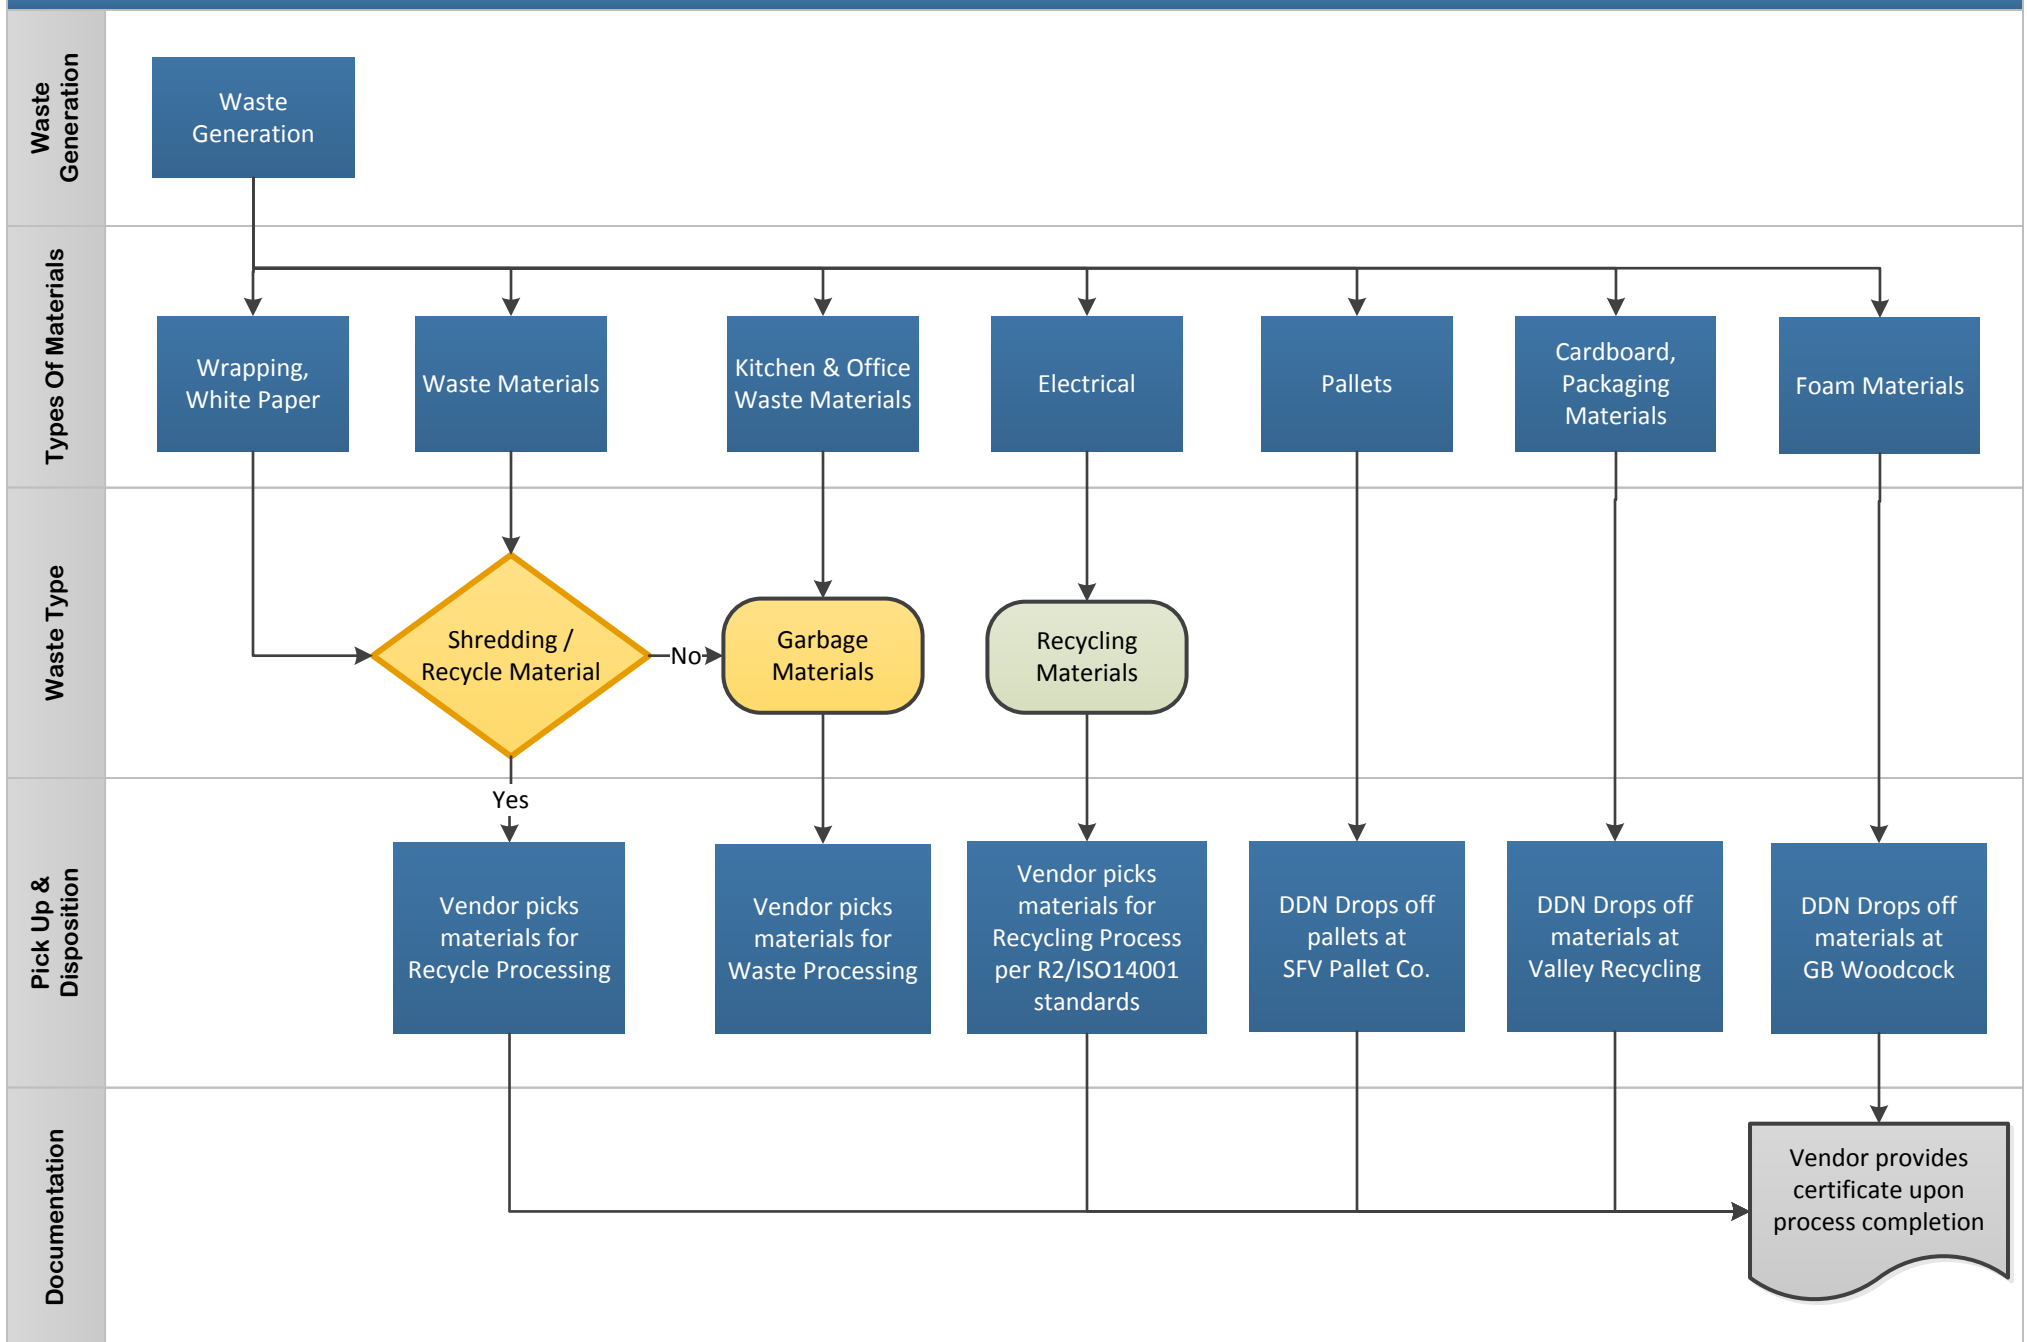 Waste
Generation
Waste
Generation
Types Of Materials
Wrapping,
White Paper
Waste Materials
Kitchen & Office
Waste Materials
Electrical
Pallets
Cardboard,
Packaging
Materials
Foam Materials
Waste Type
Shredding /
Recycle Material
No
Garbage
Materials
Recycling
Materials
Yes
Pick Up &
Disposition
Vendor picks
materials for
Recycle Processing
Vendor picks
materials for
Waste Processing
Vendor picks
materials for
Recycling Process
per R2/ISO14001
standards
DDN Drops off
pallets at
SFV Pallet Co.
DDN Drops off
materials at
Valley Recycling
DDN Drops off
materials at
GB Woodcock
Documentation
Vendor provides
certificate upon
process completion